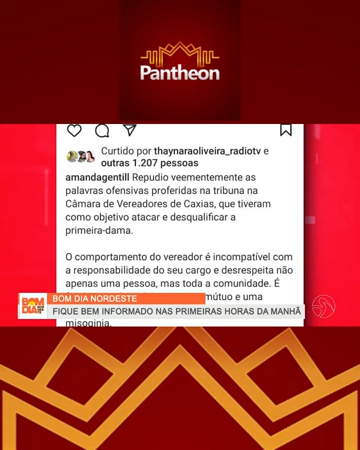 Pantheon
Curtido por thaynaraoliveira_radiotv e
outras 1.207 pessoas
amandagentill Repudio veementemente as
palavras ofensivas proferidas na tribuna na
Câmara de Vereadores de Caxias, que tiveram
como objetivo atacar e desqualificar a
primeira-dama.
O comportamento do vereador é incompatível com
a responsabilidade do seu cargo e desrespeita não
apenas uma pessoa, mas toda a comunidade. É
mútuo e uma
BOM DIA NORDESTE
FIQUE BEM INFORMADO NAS PRIMEIRAS HORAS DA MANHÃ
misoginia.